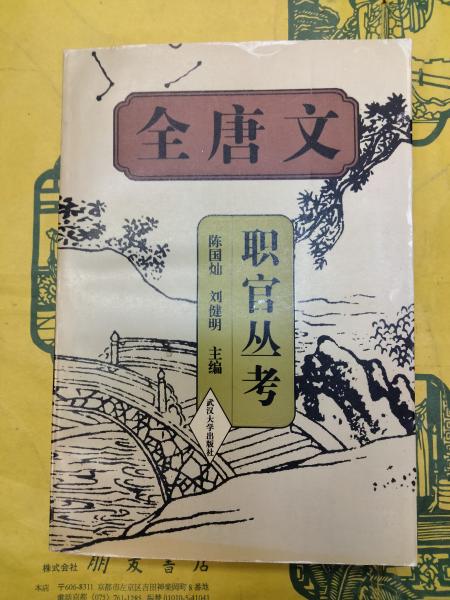 全唐文
职官丛考
陈国灿 刘健明 主编
武汉大学出版社
株式会社 朋友書店
本店 〒606-8311 京都市左京区吉田神楽岡町8番地